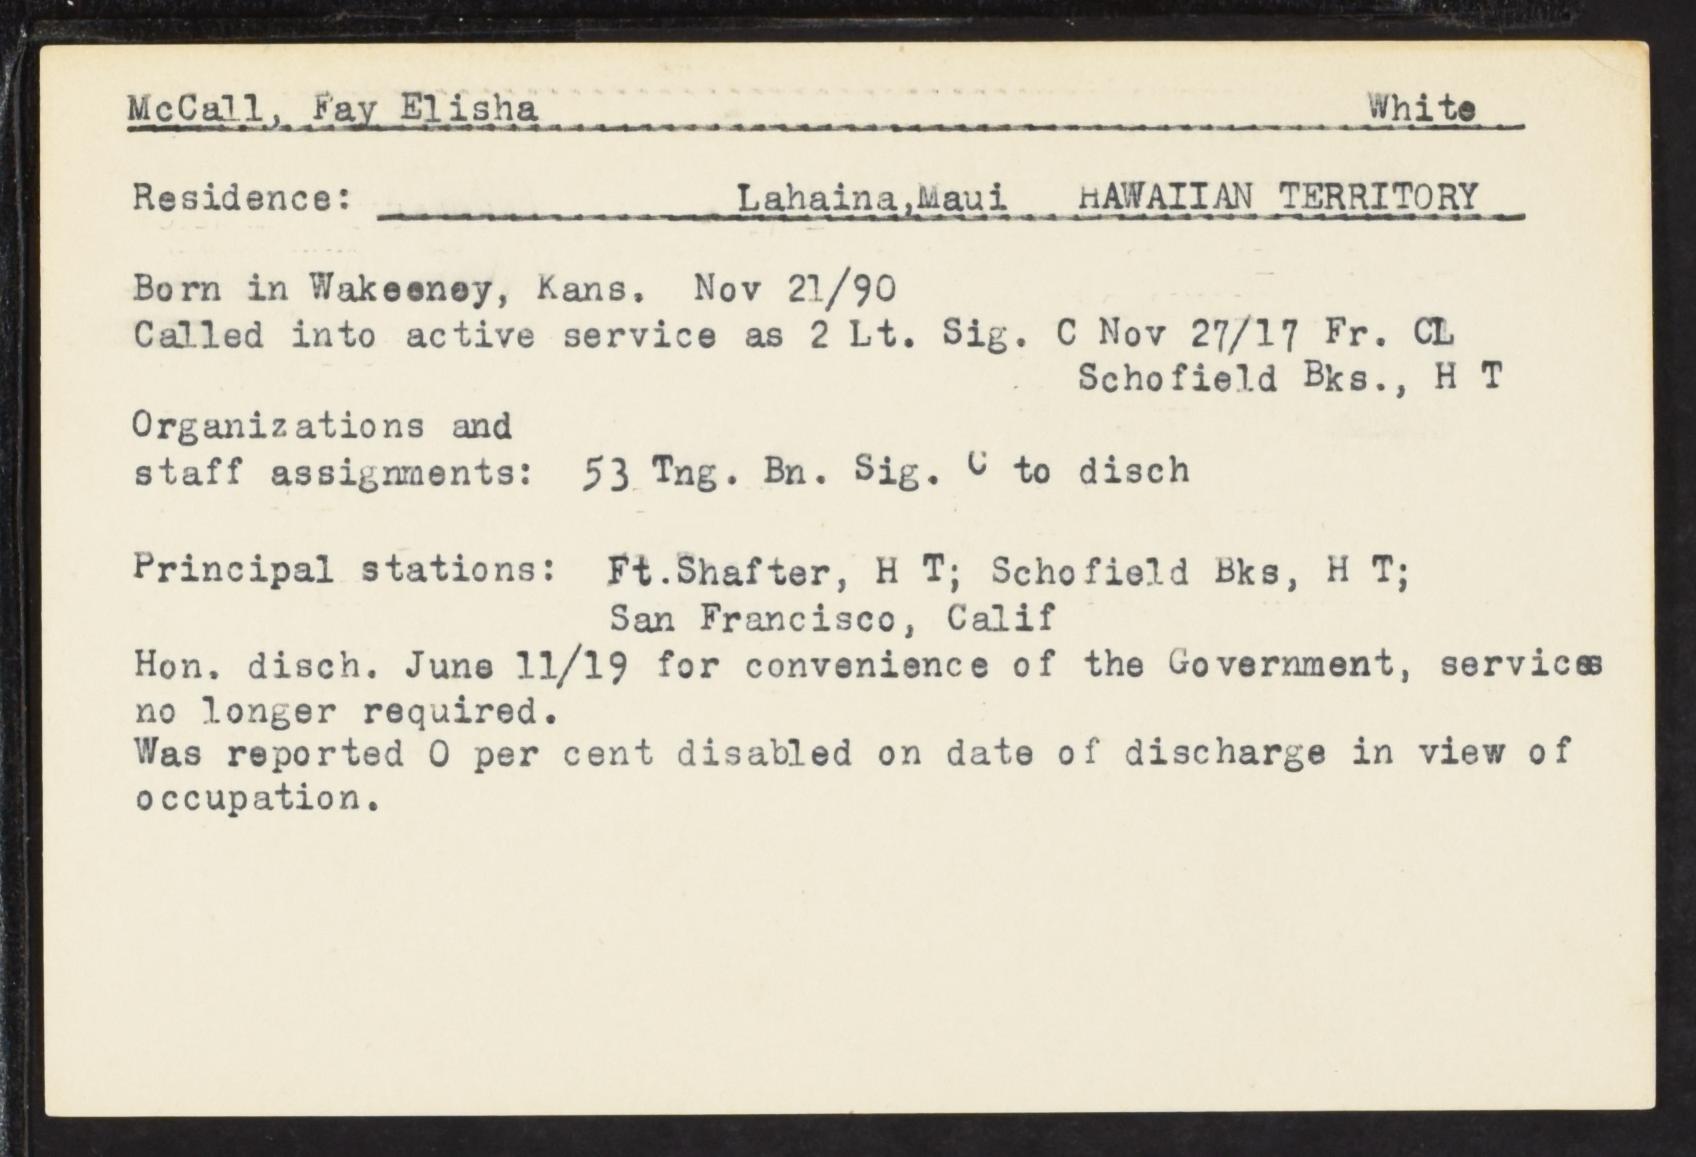 McCall, Fay Elisha White
Residence: Lahaina,Maui HAWAIIAN TERRITORY
Born in Wakeeney, Kans. Nov 21/90
Called into active service as 2 Lt. Sig. C Nov 27/17 Fr. CL
Schofield Bks., H T
Organizations and
staff assignments: 53 Tng. Bn. Sig. C to disch
Principal stations: Ft.Shafter, H T; Schofield Bks, H T;
San Francisco, Calif
Hon. disch. June 11/19 for convenience of the Government, services
no longer required.
Was reported 0 per cent disabled on date of discharge in view of
occupation.